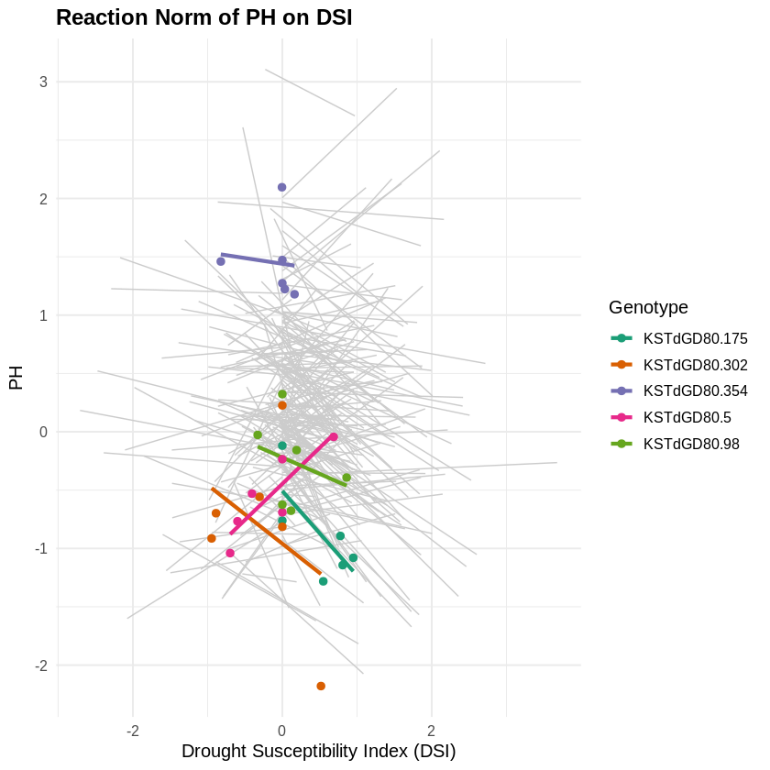 Reaction Norm of PH on DSI
3
2
1
0
-1
-2
PH
-2
0
2
Drought Susceptibility Index (DSI)
Genotype
KSTdGD80.175
KSTdGD80.302
KSTdGD80.354
KSTdGD80.5
KSTdGD80.98